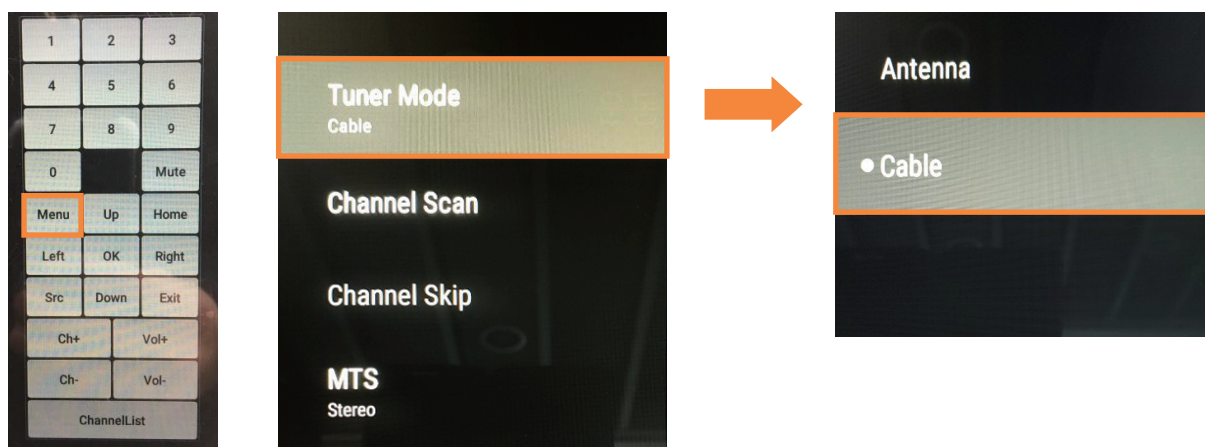 1 2 3
4 5 6
7 8 9
0 Mute
Menu Up Home
Left OK Right
Src Down Exit
Ch+ Vol+
Ch- Vol-
ChannelList
Tuner Mode
Cable
Channel Scan
Channel Skip
MTS
Stereo
Antenna
Cable